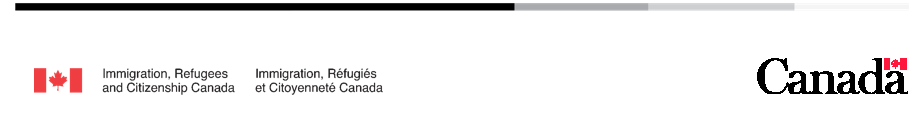 Immigration, Refugees
and Citizenship Canada
Immigration, Réfugiés
et Citoyenneté Canada
Canada